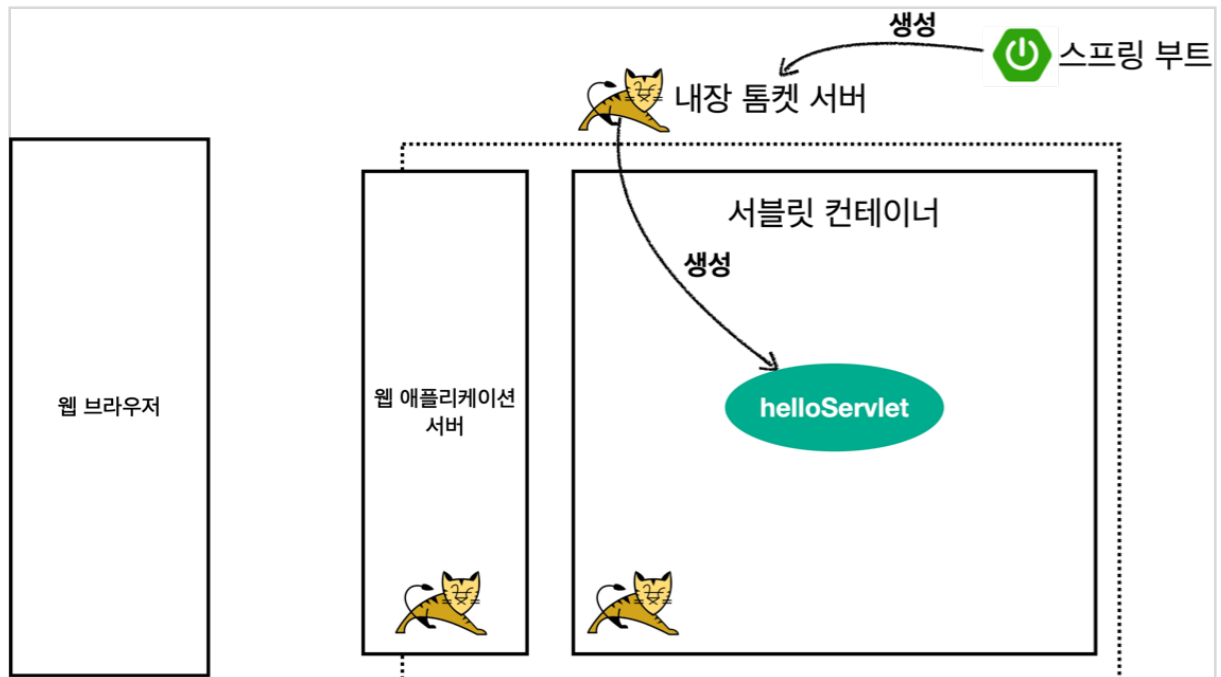 생성
스프링 부트
내장 톰켓 서버
서블릿 컨테이너
생성
웹 브라우저
웹 애플리케이션
서버
helloServlet